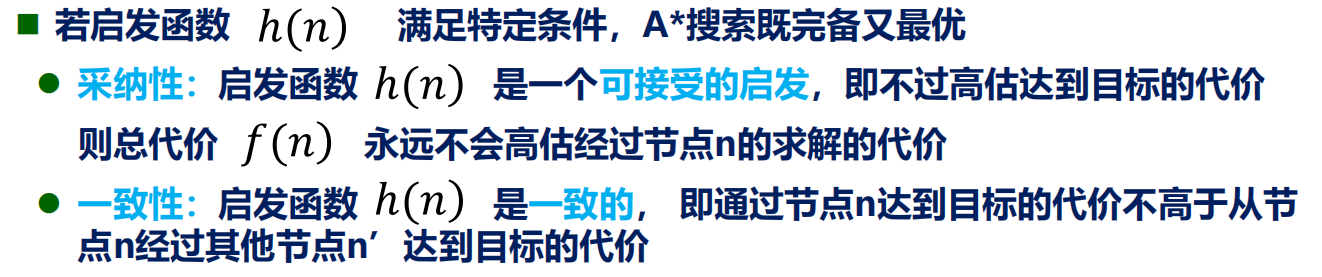 ■ 若启发函数 h(n) 满足特定条件，A*搜索既完备又最优
● 采纳性：启发函数 h(n) 是一个可接受的启发，即不过高估达到目标的代价
则总代价 f(n) 永远不会高估经过节点n的求解的代价
● 一致性：启发函数 h(n) 是一致的， 即通过节点n达到目标的代价不高于从节
点n经过其他节点n’ 达到目标的代价